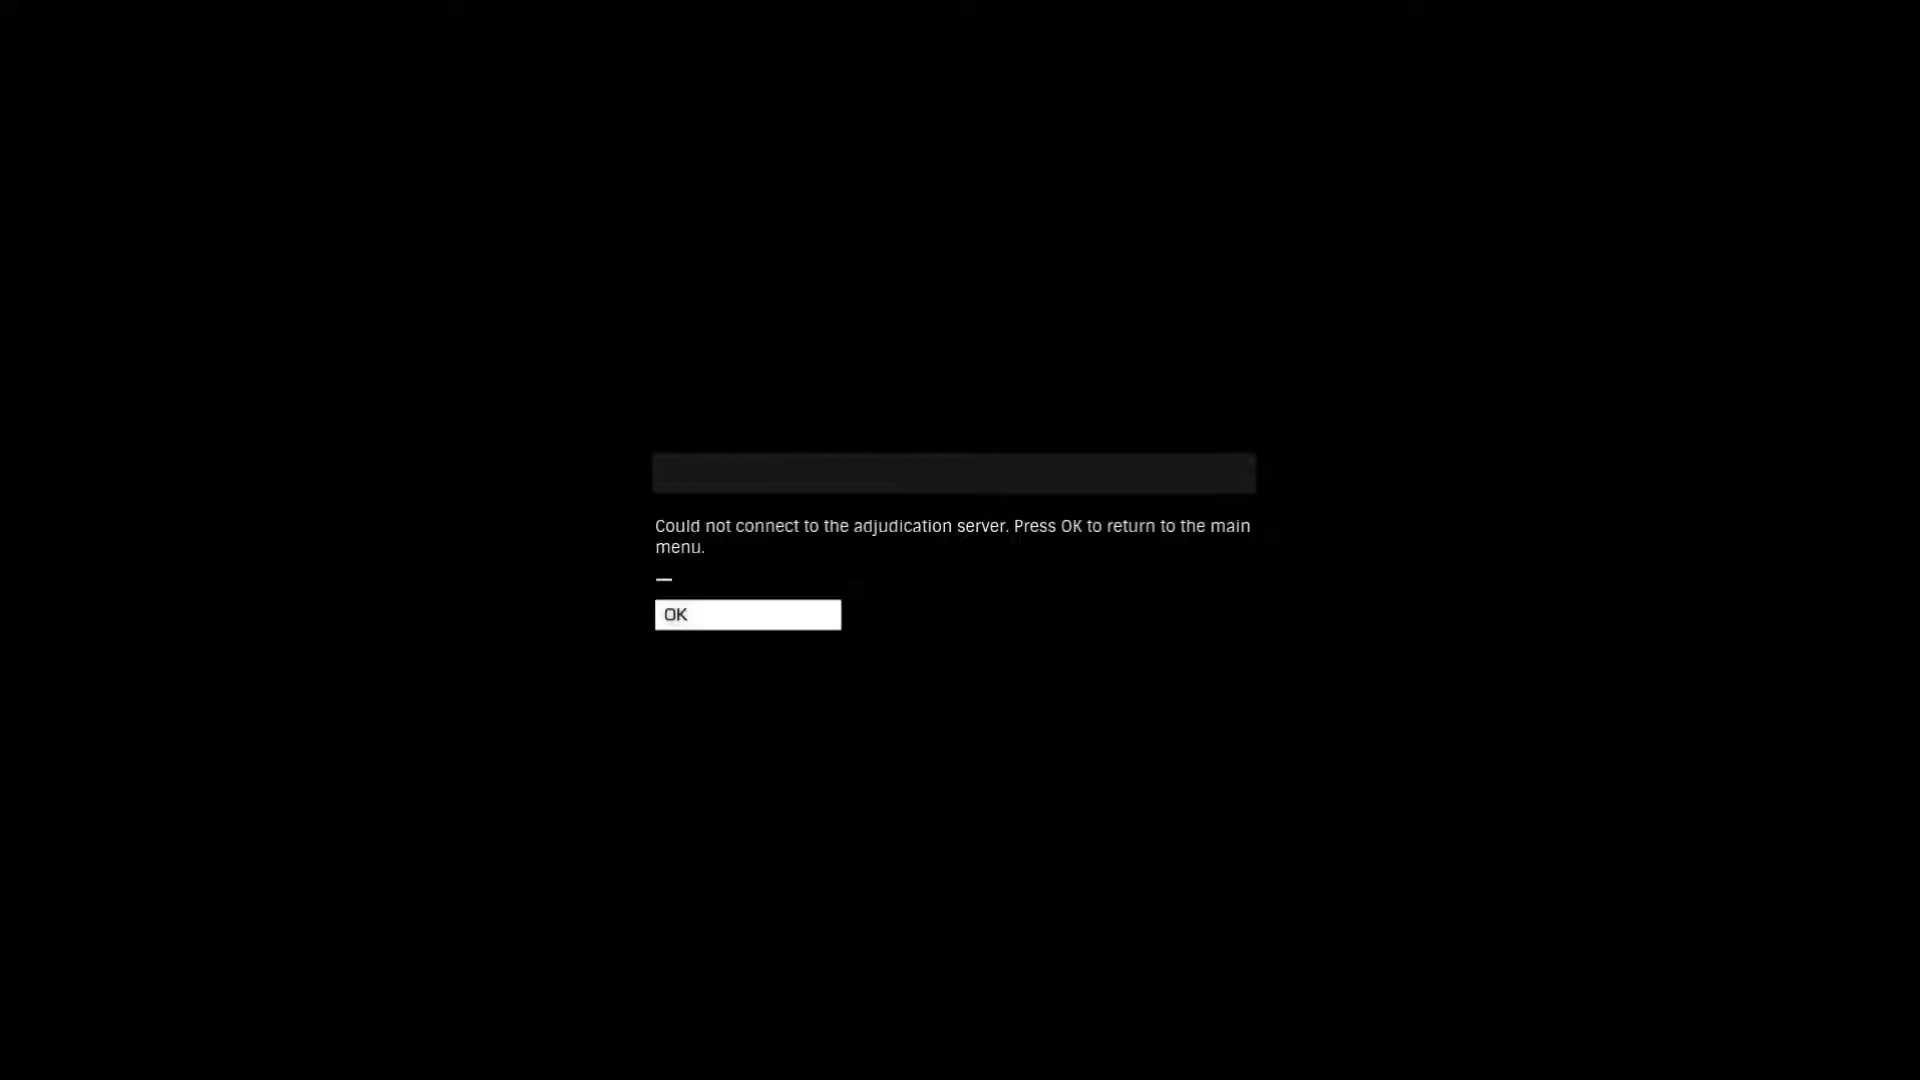 Could not connect to the adjudication server. Press OK to return to the main
menu.
OK